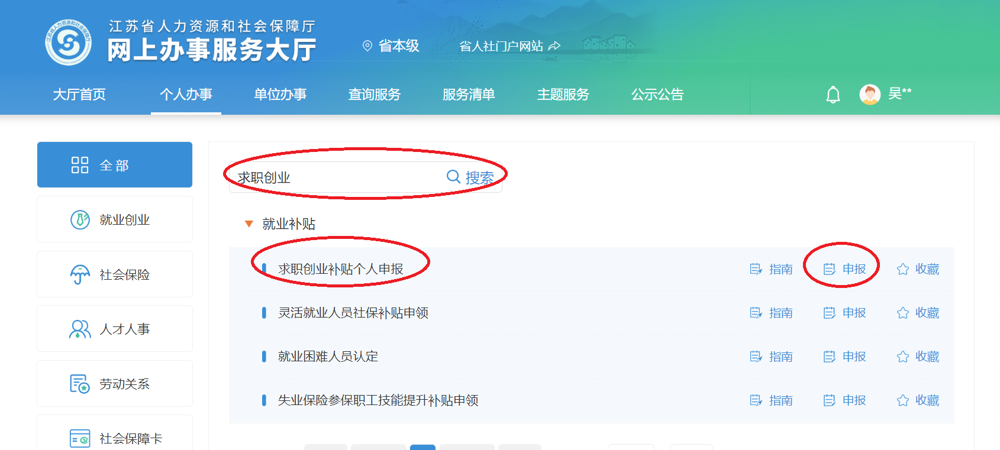 江苏省人力资源和社会保障厅
网上办事服务大厅
省本级
省人社门户网站
大厅首页 个人办事 单位办事 查询服务 服务清单 主题服务 公示公告 吴**
全部
求职创业 搜索
就业创业
就业补贴
求职创业补贴个人申报 指南 申报 收藏
社会保险
灵活就业人员社保补贴申领 指南 申报 收藏
人才人事
就业困难人员认定 指南 申报 收藏
劳动关系
失业保险参保职工技能提升补贴申领 指南 申报 收藏
社会保障卡